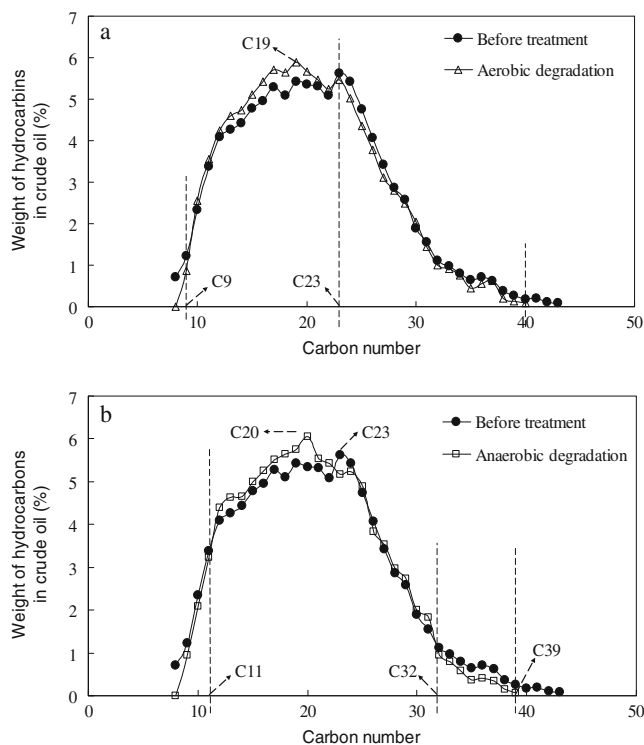 a
7
6
5
4
3
2
1
0
Weight of hydrocarbins
in crude oil (%)
C19
Before treatment
Aerobic degradation
C9
C23
0
10
20
30
40
50
Carbon number
b
7
6
5
4
3
2
1
0
Weight of hydrocarbons
in crude oil (%)
C20
C23
Before treatment
Anaerobic degradation
C11
C32
C39
0
10
20
30
40
50
Carbon number